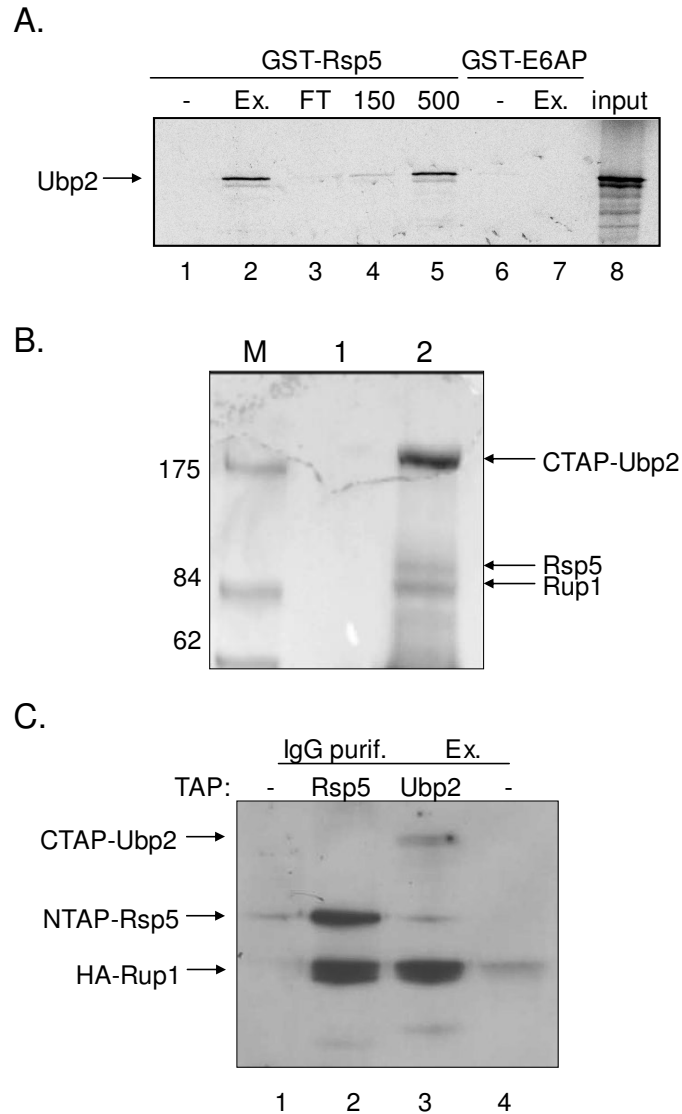 A.
GST-Rsp5 GST-E6AP
- Ex. FT 150 500 - Ex. input
Ubp2
1 2 3 4 5 6 7 8
B.
M 1 2
175
CTAP-Ubp2
Rsp5
84
Rup1
62
C.
IgG purif. Ex.
TAP: - Rsp5 Ubp2 -
CTAP-Ubp2
NTAP-Rsp5
HA-Rup1
1 2 3 4